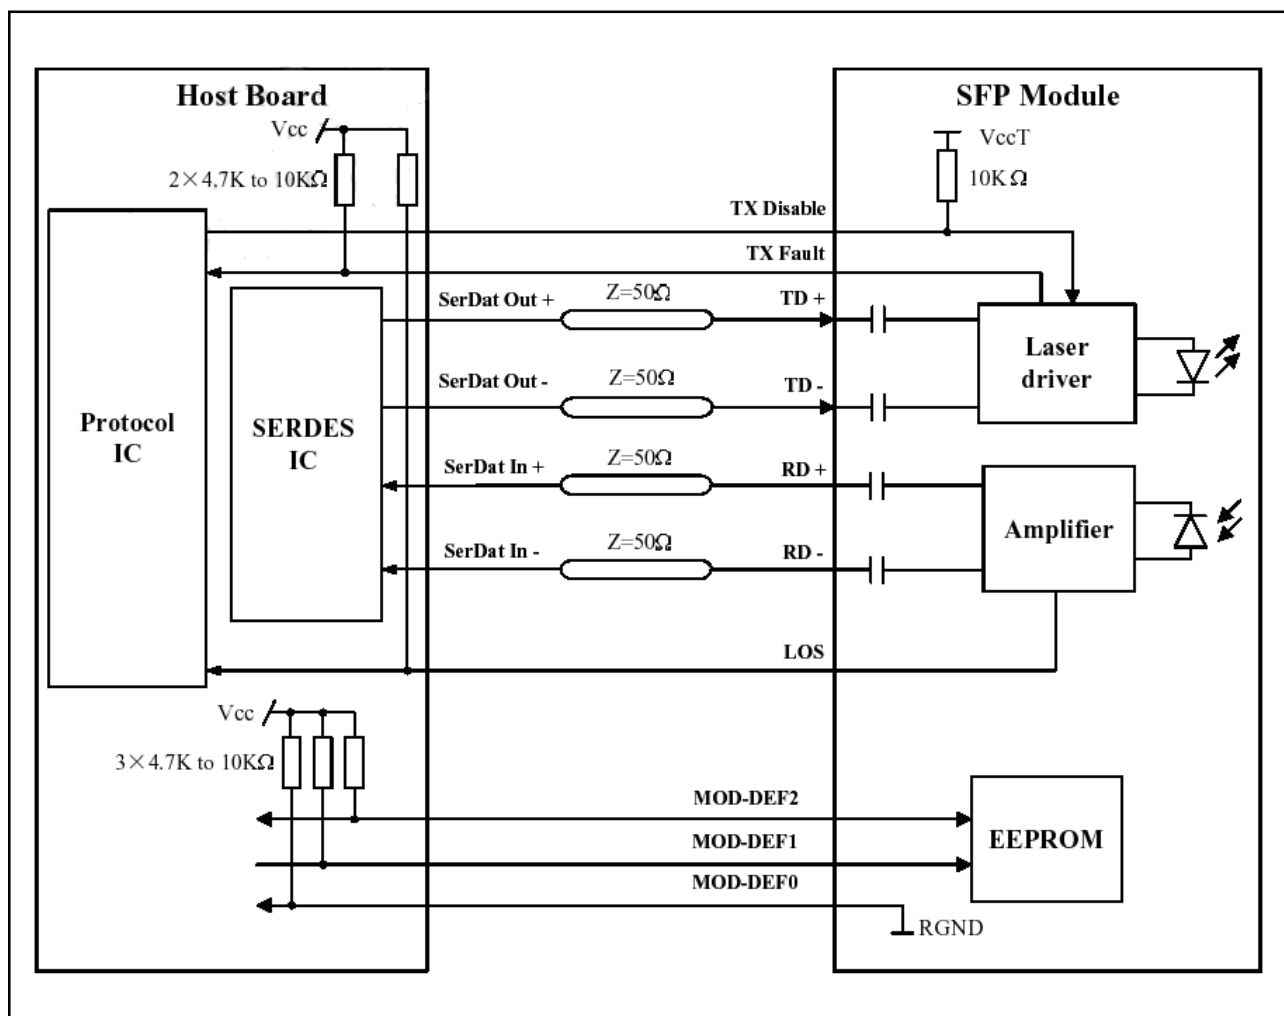 Host Board
SFP Module
Vcc
VccT
2×4,7K to 10KΩ
10KΩ
TX Disable
TX Fault
SerDat Out +
Z=50Ω
TD +
Laser
driver
SerDat Out -
Z=50Ω
TD -
Protocol
IC
SERDES
IC
SerDat In +
Z=50Ω
RD +
Amplifier
SerDat In -
Z=50Ω
RD -
LOS
Vcc
3×4.7K to 10KΩ
MOD-DEF2
MOD-DEF1
EEPROM
MOD-DEF0
RGND